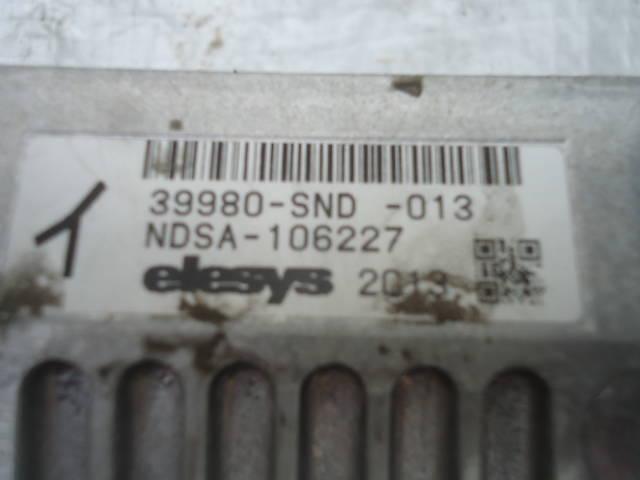 39980-SND -013
NDSA-106227
elesys 2013
イ